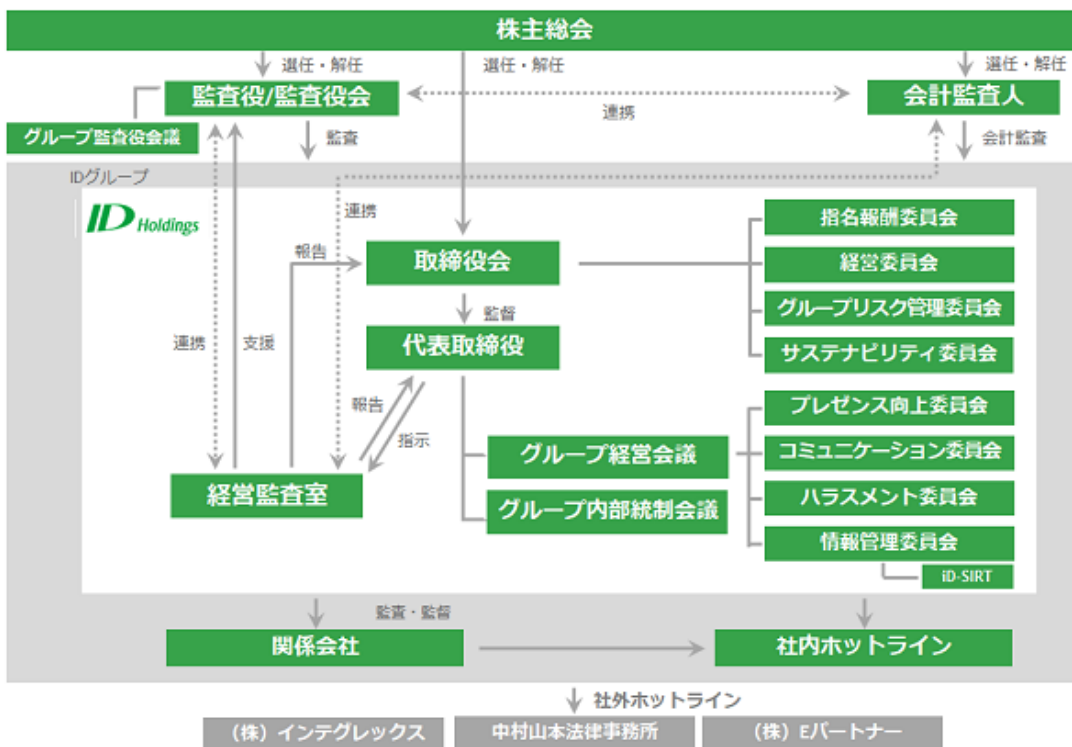 株主総会
選任・解任
選任・解任
選任・解任
監査役/監査役会
会計監査人
連携
グループ監査役会議
監査
会計監査
IDグループ
ID Holdings
連携
指名報酬委員会
報告
取締役会
経営委員会
グループリスク管理委員会
監督
連携
支援
代表取締役
サステナビリティ委員会
報告
プレゼンス向上委員会
指示
グループ経営会議
コミュニケーション委員会
経営監査室
ハラスメント委員会
グループ内部統制会議
情報管理委員会
iD-SIRT
監査・監督
関係会社
社内ホットライン
社外ホットライン
（株）インテグレックス
中村山本法律事務所
（株）Eパートナー